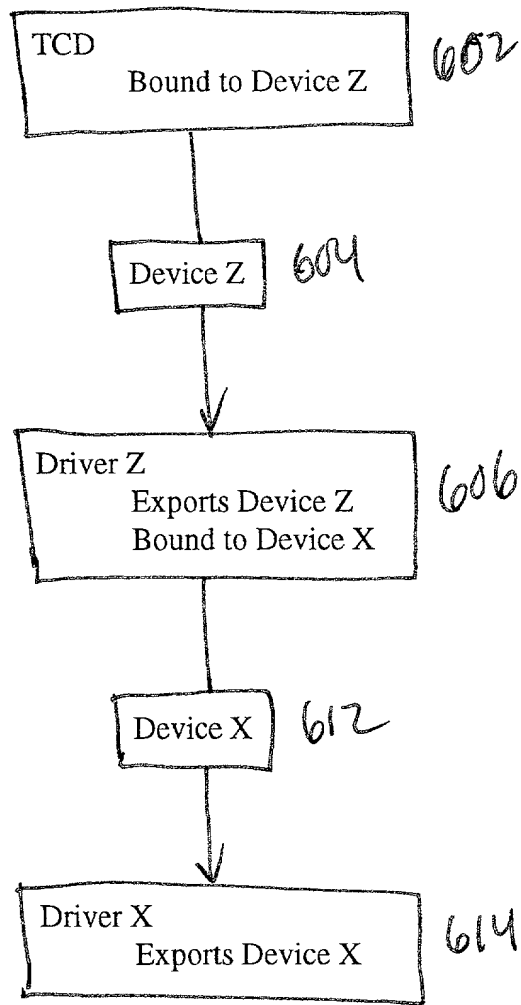 TCD
Bound to Device Z
602
Device Z
604
Driver Z
Exports Device Z
Bound to Device X
606
Device X
612
Driver X
Exports Device X
614